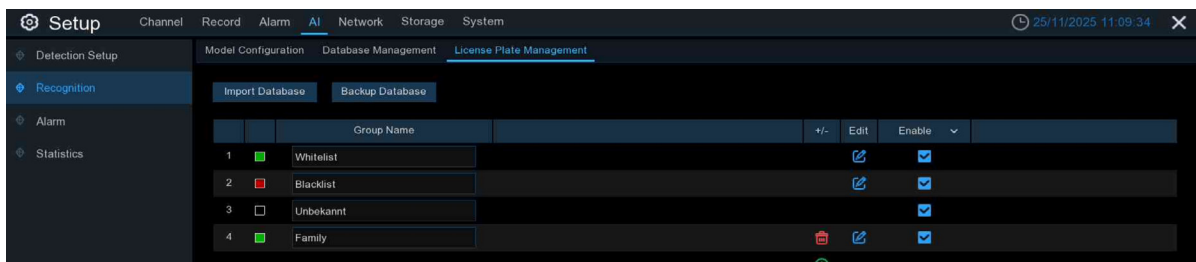 Setup Channel Record Alarm AI Network Storage System 25/11/2025 11:09:34
Detection Setup
Recognition
Alarm
Statistics
Model Configuration Database Management License Plate Management
Import Database Backup Database
Group Name +/- Edit Enable
1 Whitelist
2 Blacklist
3 Unbekannt
4 Family